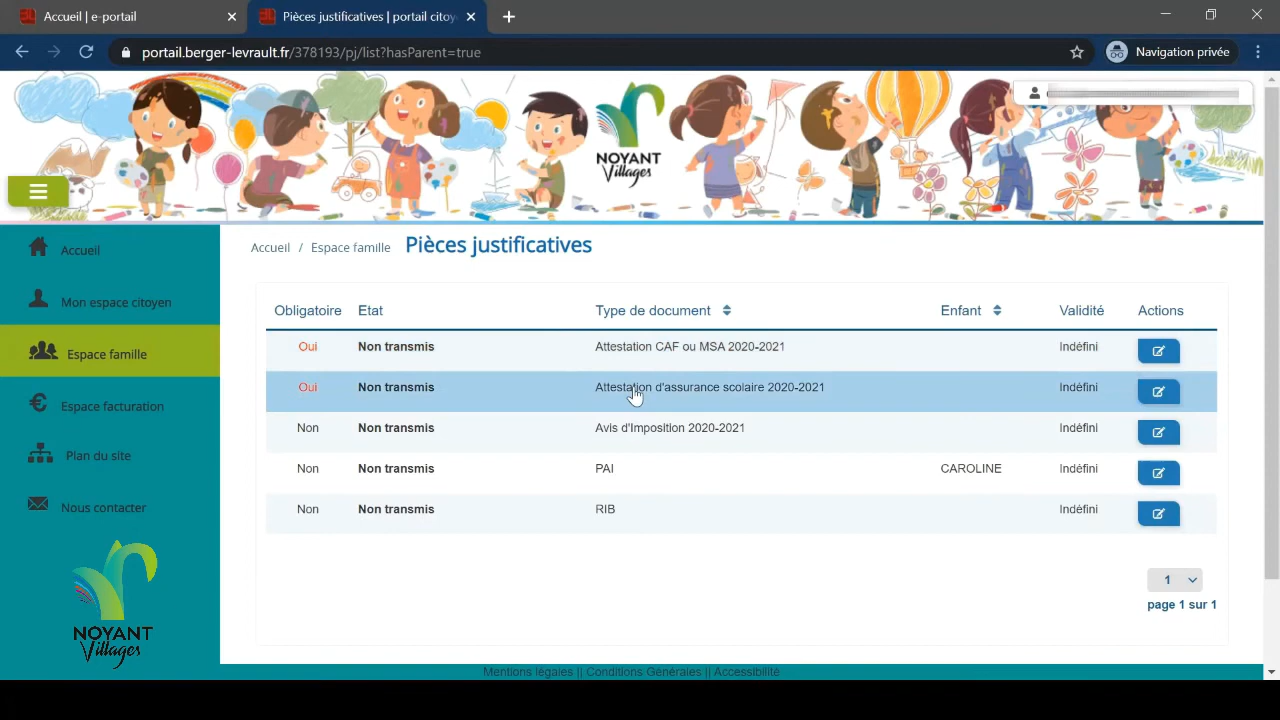 Accueil | e-portail
Pièces justificatives | portail citoy
portail.berger-levrault.fr/378193/pj/list?hasParent=true
Navigation privée
NOYANT
Villages
Accueil
Mon espace citoyen
Espace famille
Espace facturation
Plan du site
Nous contacter
NOYANT
Villages
Accueil / Espace famille Pièces justificatives
Obligatoire Etat Type de document Enfant Validité Actions
Oui Non transmis Attestation CAF ou MSA 2020-2021 Indéfini
Oui Non transmis Attestation d'assurance scolaire 2020-2021 Indéfini
Non Non transmis Avis d'Imposition 2020-2021 Indéfini
Non Non transmis PAI CAROLINE Indéfini
Non Non transmis RIB Indéfini
1
page 1 sur 1
Mentions légales || Conditions Générales || Accessibilité